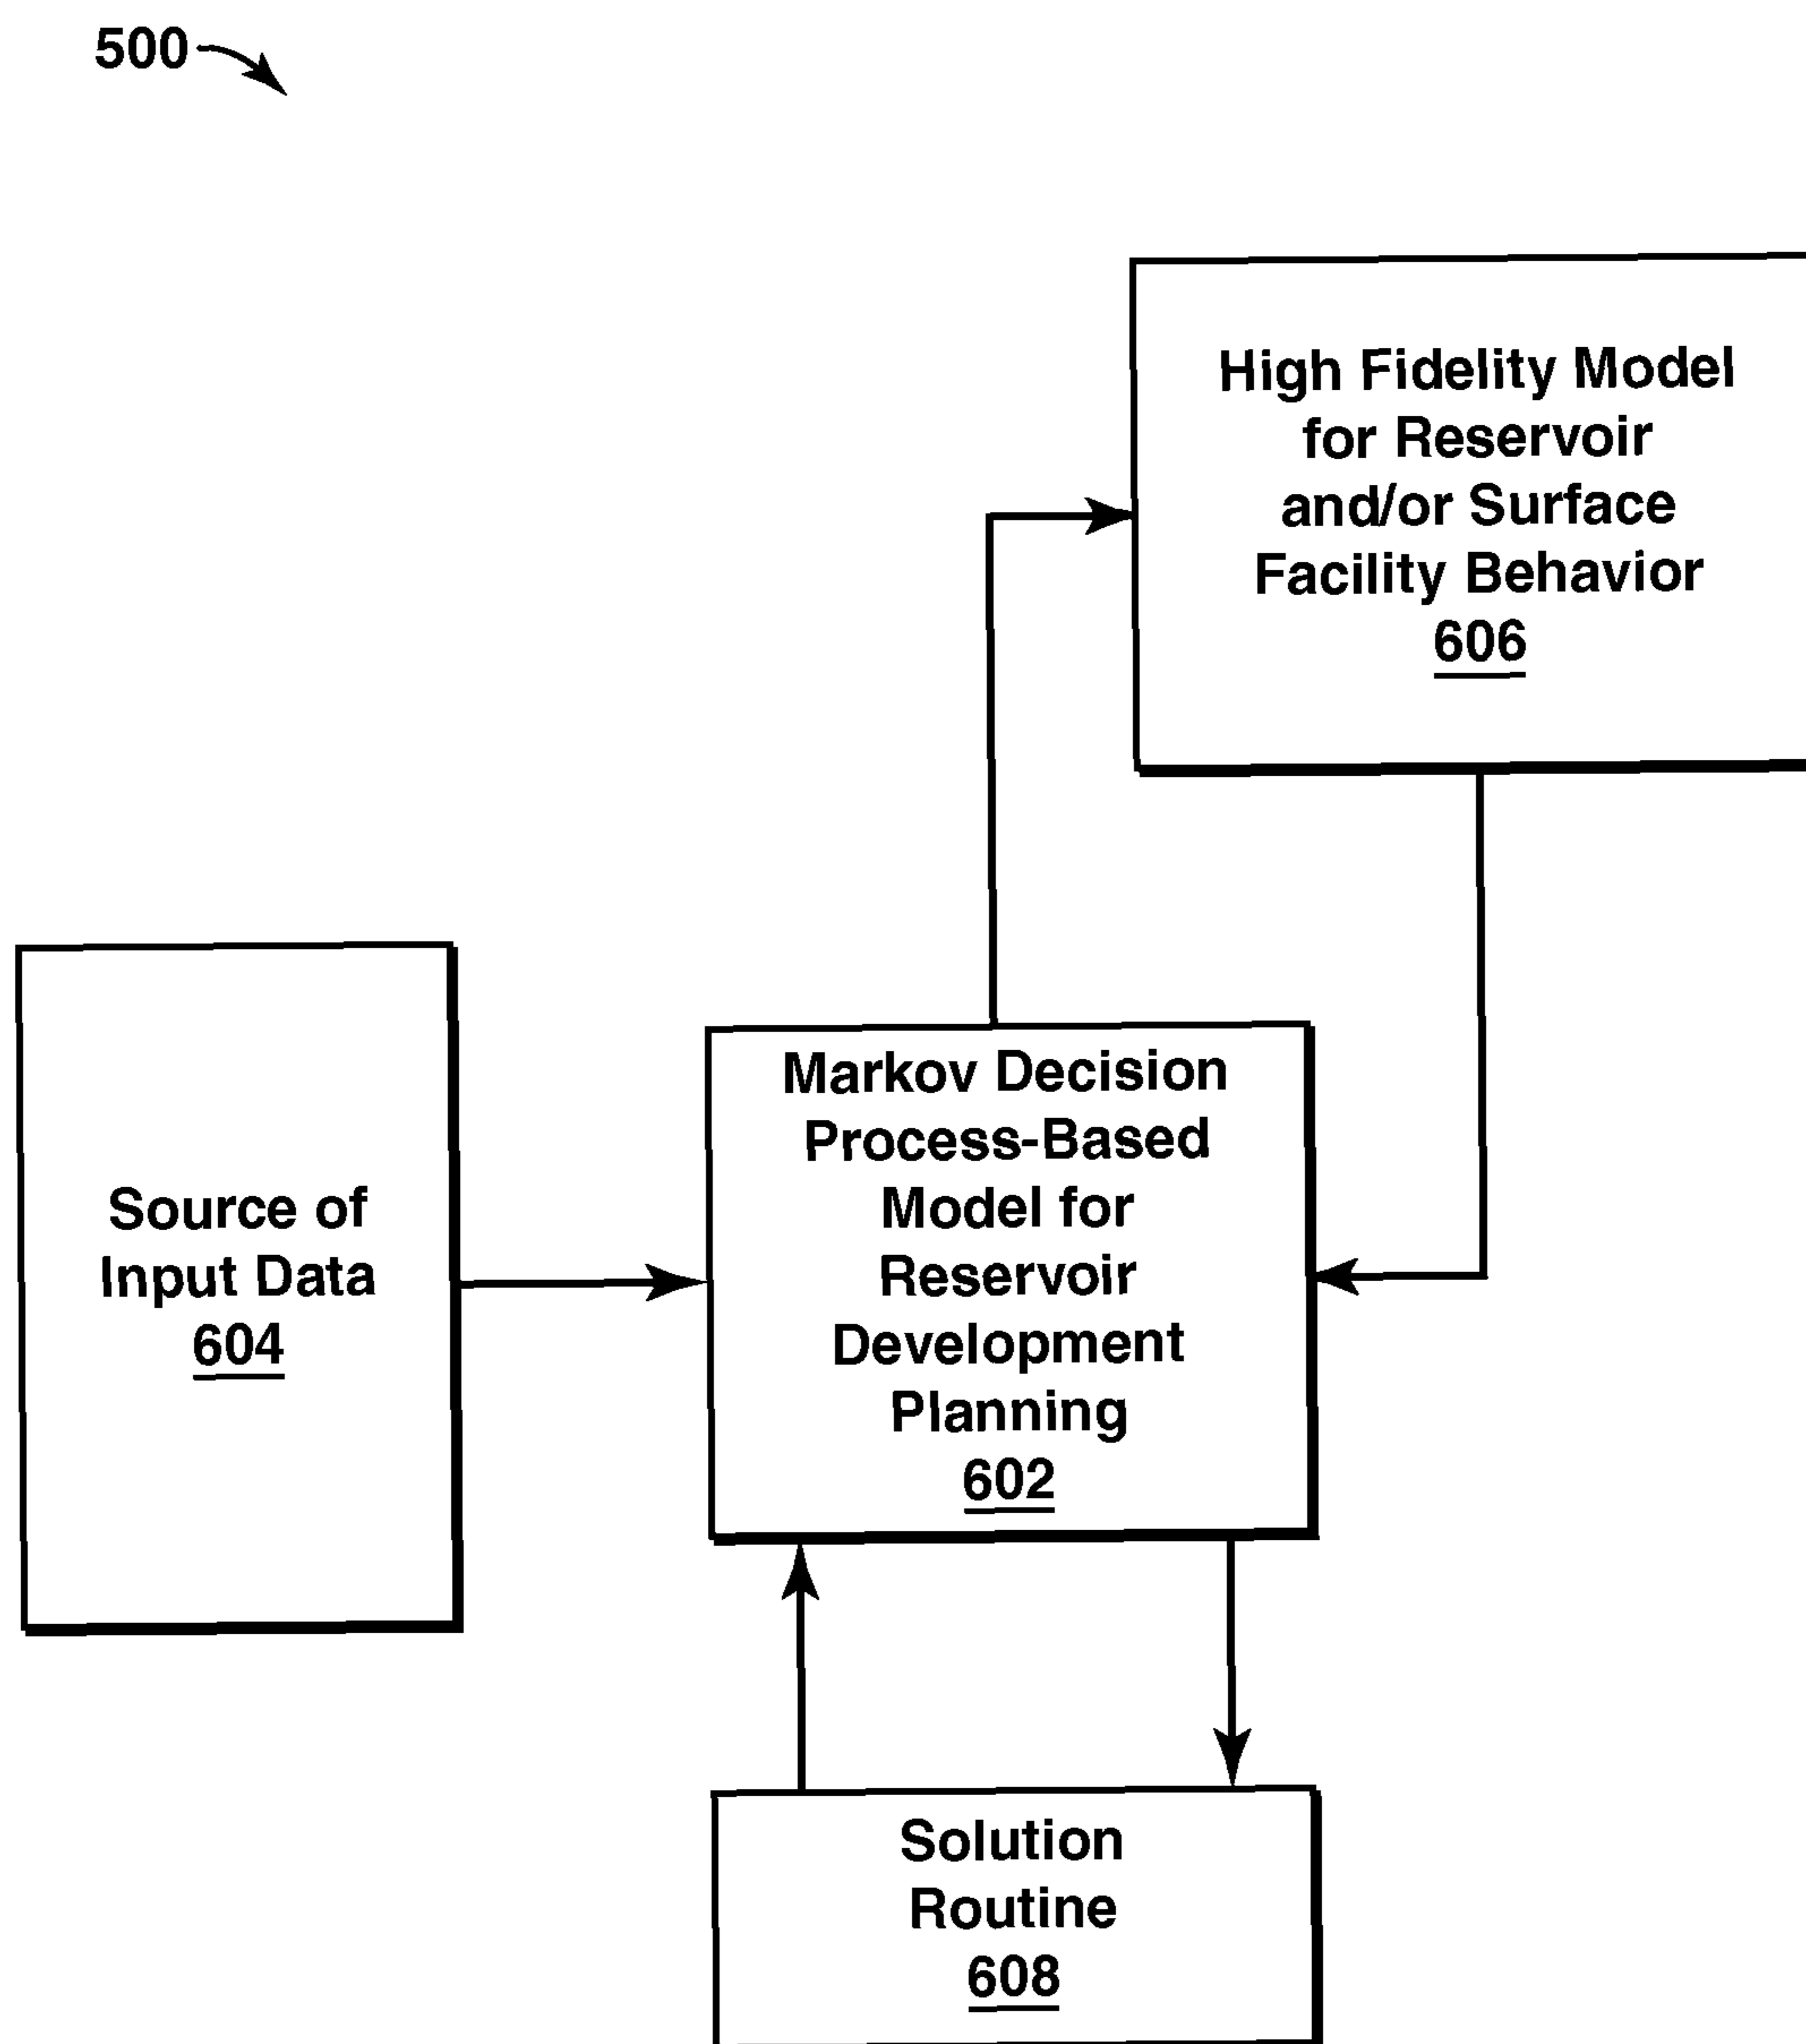 500
High Fidelity Model
for Reservoir
and/or Surface
Facility Behavior
606
Source of
Input Data
604
Markov Decision
Process-Based
Model for
Reservoir
Development
Planning
602
Solution
Routine
608